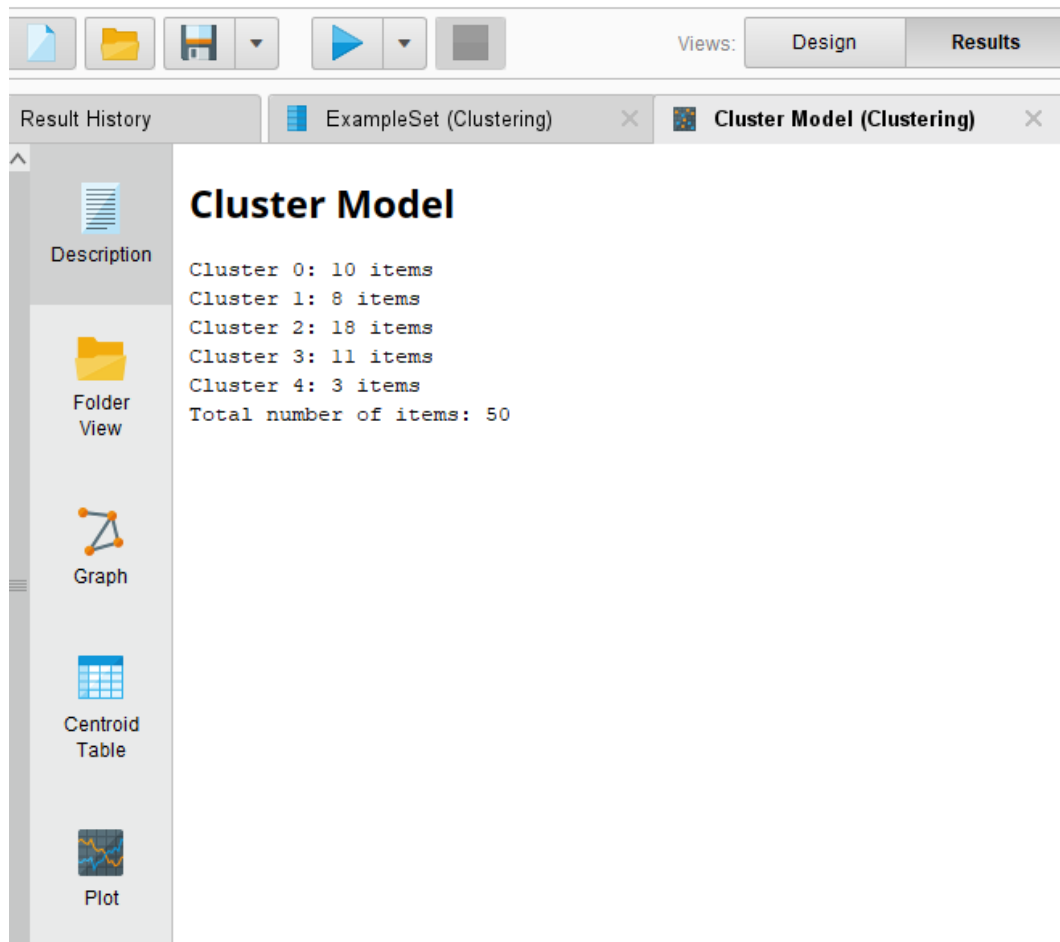 Views:
Design
Results
Result History
ExampleSet (Clustering)
Cluster Model (Clustering)
Description
Folder
View
Graph
Centroid
Table
Plot
Cluster Model
Cluster 0: 10 items
Cluster 1: 8 items
Cluster 2: 18 items
Cluster 3: 11 items
Cluster 4: 3 items
Total number of items: 50